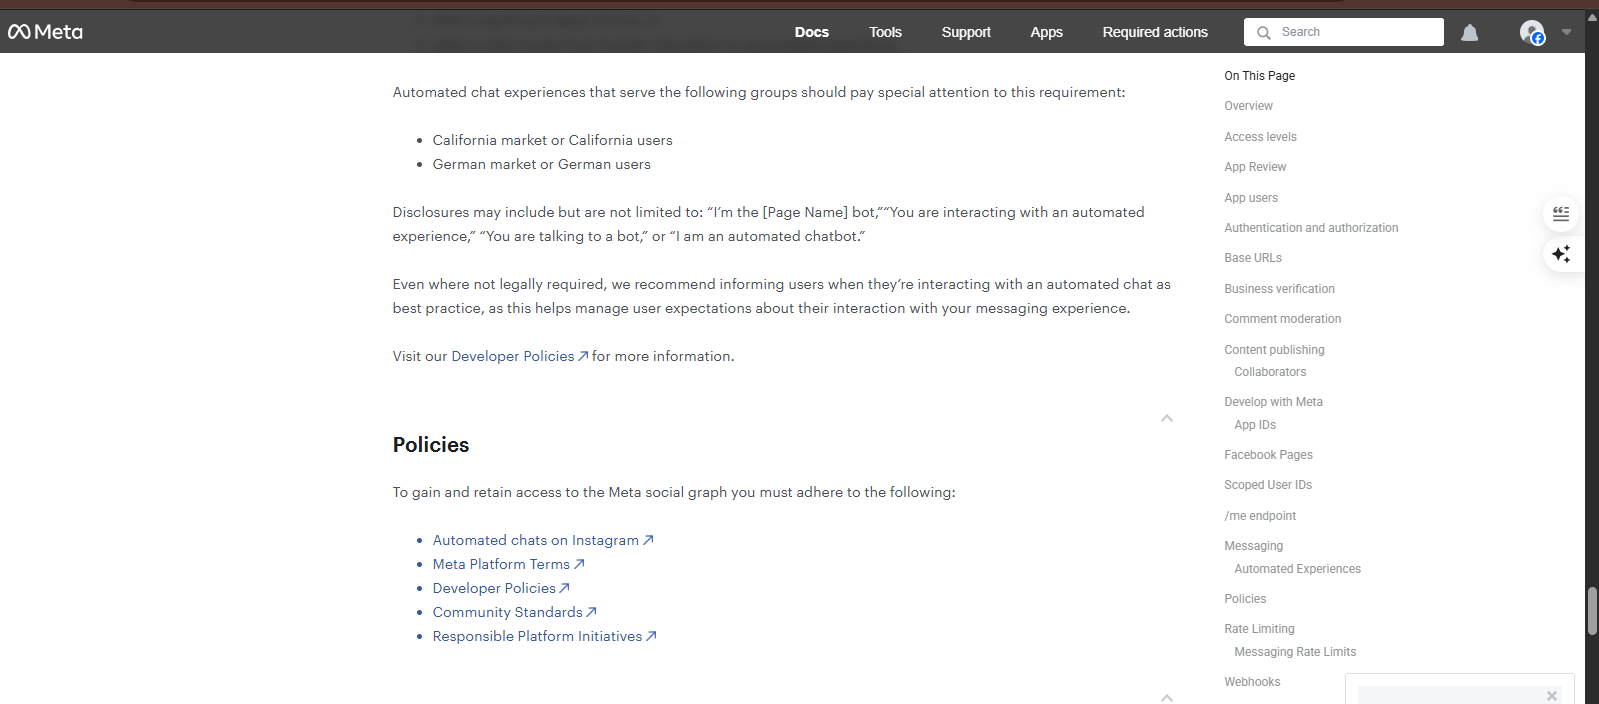 Meta
Docs
Tools
Support
Apps
Required actions
Search
Automated chat experiences that serve the following groups should pay special attention to this requirement:
California market or California users
German market or German users
Disclosures may include but are not limited to: “I’m the [Page Name] bot,”“You are interacting with an automated
experience,” “You are talking to a bot,” or “I am an automated chatbot.”
Even where not legally required, we recommend informing users when they’re interacting with an automated chat as
best practice, as this helps manage user expectations about their interaction with your messaging experience.
Visit our Developer Policies for more information.
Policies
To gain and retain access to the Meta social graph you must adhere to the following:
Automated chats on Instagram
Meta Platform Terms
Developer Policies
Community Standards
Responsible Platform Initiatives
On This Page
Overview
Access levels
App Review
App users
Authentication and authorization
Base URLs
Business verification
Comment moderation
Content publishing
Collaborators
Develop with Meta
App IDs
Facebook Pages
Scoped User IDs
/me endpoint
Messaging
Automated Experiences
Policies
Rate Limiting
Messaging Rate Limits
Webhooks